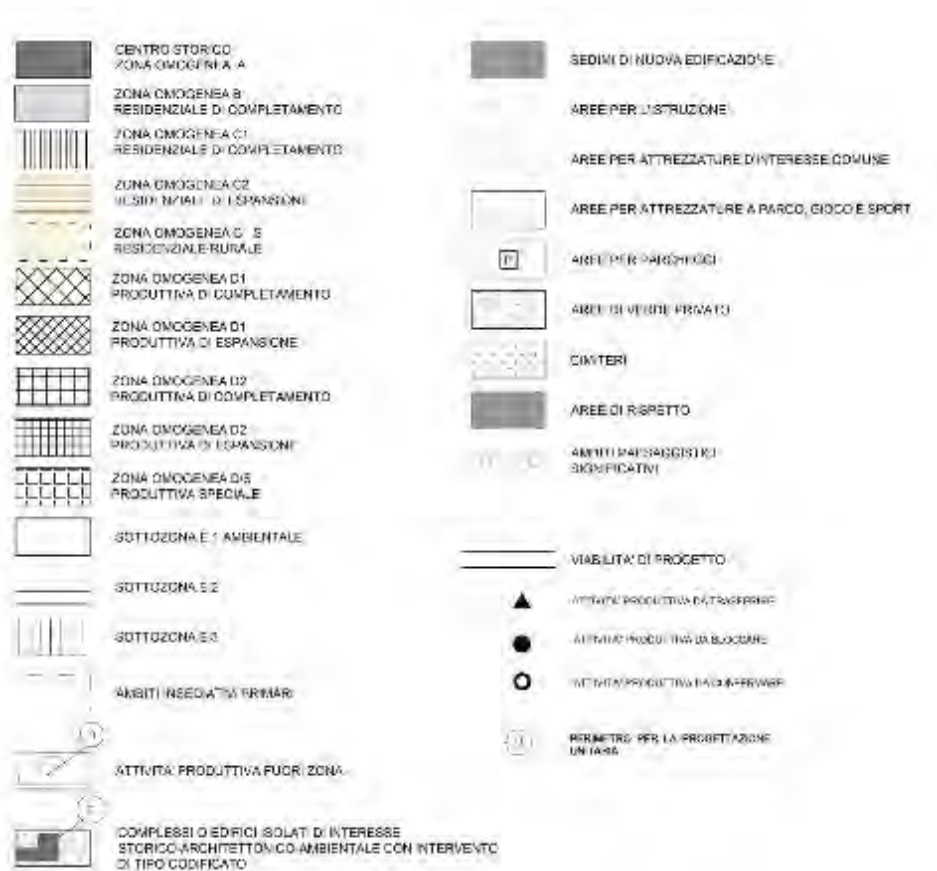 CENTRO STORICO
ZONA OMOGENEA A
ZONA OMOGENEA B
RESIDENZIALE DI COMPLETAMENTO
ZONA OMOGENEA C1
RESIDENZIALE DI COMPLETAMENTO
ZONA OMOGENEA C2
RESIDENZIALE DI ESPANSIONE
ZONA OMOGENEA
RESIDENZIALE RURALE
ZONA OMOGENEA D1
PRODUTTIVA DI COMPLETAMENTO
ZONA OMOGENEA D1
PRODUTTIVA DI ESPANSIONE
ZONA OMOGENEA D2
PRODUTTIVA DI COMPLETAMENTO
ZONA OMOGENEA D2
PRODUTTIVA DI ESPANSIONE
ZONA OMOGENEA
PRODUTTIVA SPECIALE
SOTTOZONA E 1 AMBIENTALE
SOTTOZONA E 2
SOTTOZONA E 3
AMBITI INSEDIATIVI PRIMARI
ATTIVITA' PRODUTTIVA FUORI ZONA
COMPLESSI O EDIFICI ISOLATI DI INTERESSE
STORICO-ARCHITETTONICO-AMBIENTALE CON INTERVENTO
DI TIPO CODIFICATO
SEDIMI DI NUOVA EDIFICAZIONE
AREE PER L'ISTRUZIONE
AREE PER ATTREZZATURE D'INTERESSE COMUNE
AREE PER ATTREZZATURE A PARCO, GIOCO E SPORT
P
AREE PER PARCHEGGI
AREE DI VERDE PRIVATO
CIMITERI
AREE DI RISPETTO
AMBITI PAESAGGISTICI
SIGNIFICATIVI
VIABILITA' DI PROGETTO
ATTIVITA' PRODUTTIVA DA TRASFERIRE
ATTIVITA' PRODUTTIVA DA BLOCCARE
ATTIVITA' PRODUTTIVA DA CONFERMARE
PERIMETRO PER LA PROGETTAZIONE
UNITARIA